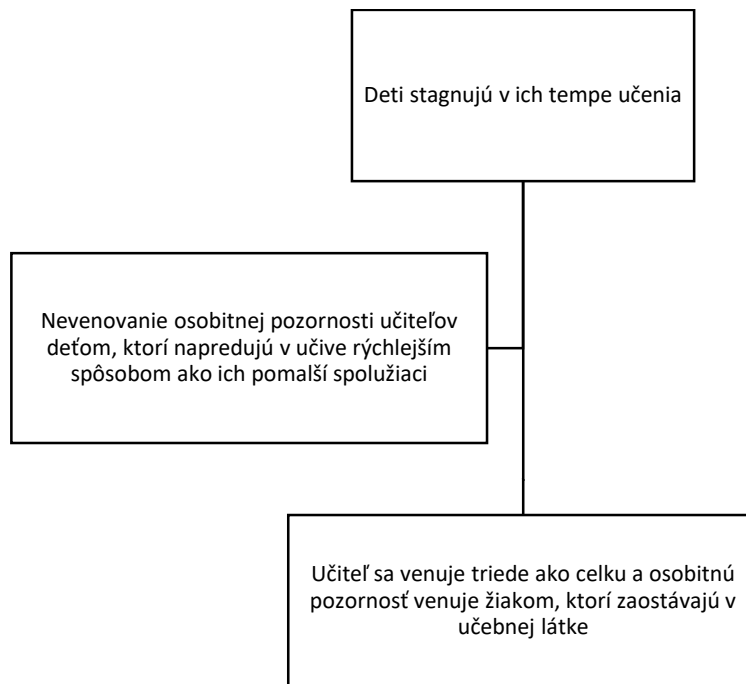 Deti stagnujú v ich tempe učenia
Nevenovanie osobitnej pozornosti učiteľov
deťom, ktorí napredujú v učive rýchlejším
spôsobom ako ich pomalší spolužiaci
Učiteľ sa venuje triede ako celku a osobitnú
pozornosť venuje žiakom, ktorí zaostávajú v
učebnej látke